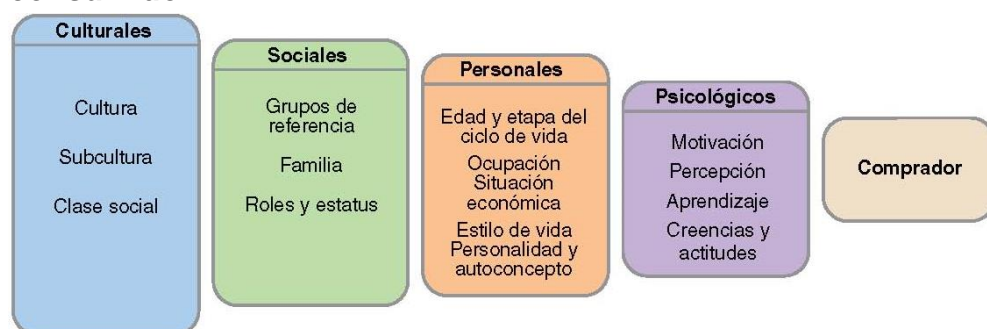 Culturales
Cultura
Subcultura
Clase social
Sociales
Grupos de
referencia
Familia
Roles y estatus
Personales
Edad y etapa del
ciclo de vida
Ocupación
Situación
económica
Estilo de vida
Personalidad y
autoconcepto
Psicológicos
Motivación
Percepción
Aprendizaje
Creencias y
actitudes
Comprador